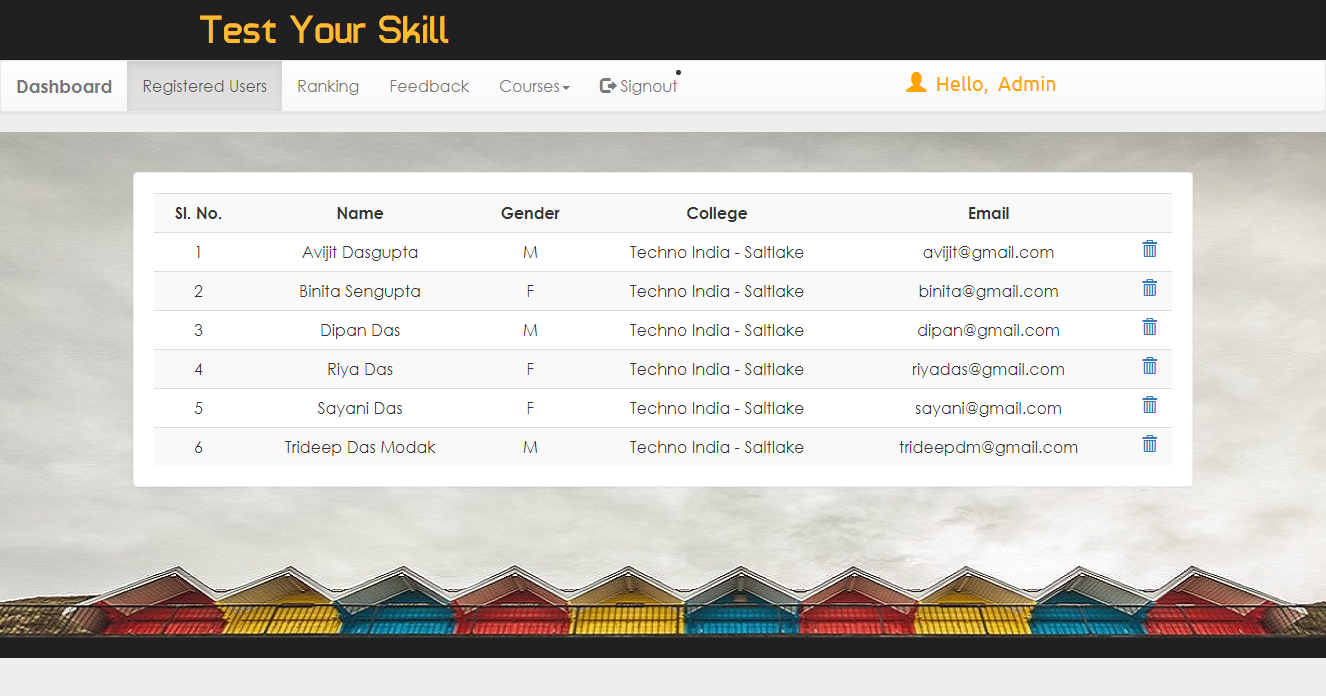 Test Your Skill
Dashboard Registered Users Ranking Feedback Courses Signout Hello, Admin
Sl. No. Name Gender College Email
1 Avijit Dasgupta M Techno India - Saltlake avijit@gmail.com
2 Binita Sengupta F Techno India - Saltlake binita@gmail.com
3 Dipan Das M Techno India - Saltlake dipan@gmail.com
4 Riya Das F Techno India - Saltlake riyadas@gmail.com
5 Sayani Das F Techno India - Saltlake sayani@gmail.com
6 Trideep Das Modak M Techno India - Saltlake trideepdm@gmail.com